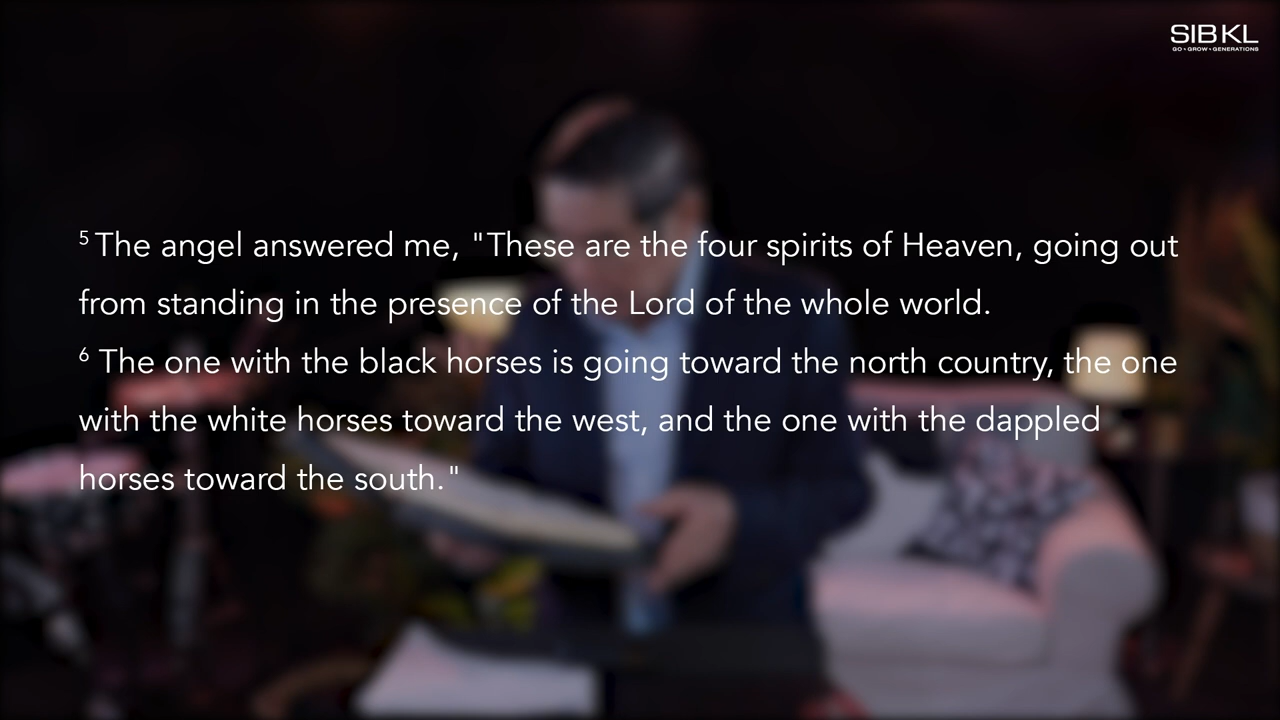 SIBKL
GO • GROW • GENERATIONS
5 The angel answered me, "These are the four spirits of Heaven, going out
from standing in the presence of the Lord of the whole world.
6 The one with the black horses is going toward the north country, the one
with the white horses toward the west, and the one with the dappled
horses toward the south."